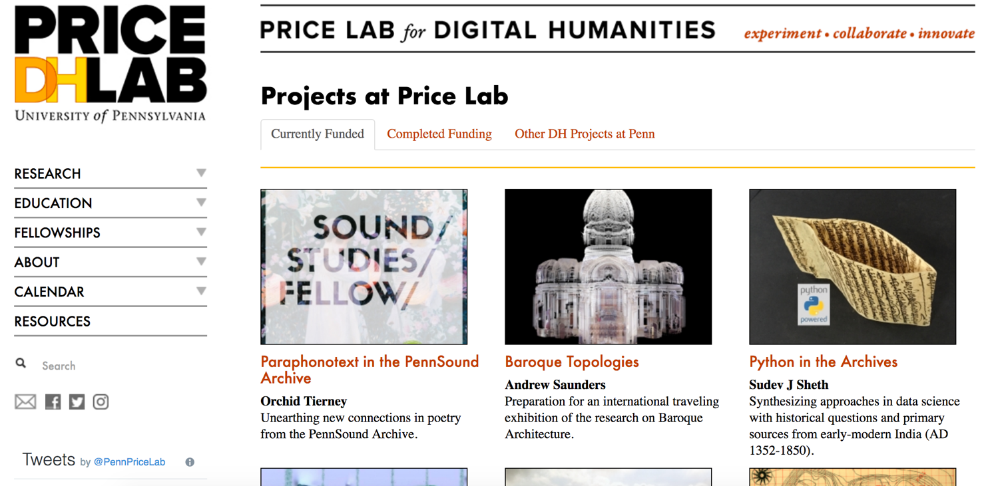 PRICE
DHLAB
UNIVERSITY of PENNSYLVANIA
RESEARCH
EDUCATION
FELLOWSHIPS
ABOUT
CALENDAR
RESOURCES
Search
Tweets by @PennPriceLab
PRICE LAB for DIGITAL HUMANITIES
experiment • collaborate • innovate
Projects at Price Lab
Currently Funded
Completed Funding
Other DH Projects at Penn
SOUND/
STUDIES/
FELLOW/
Paraphonotext in the PennSound
Archive
Orchid Tierney
Unearthing new connections in poetry
from the PennSound Archive.
Baroque Topologies
Andrew Saunders
Preparation for an international traveling
exhibition of the research on Baroque
Architecture.
python
powered
Python in the Archives
Sudev J Sheth
Synthesizing approaches in data science
with historical questions and primary
sources from early-modern India (AD
1352-1850).